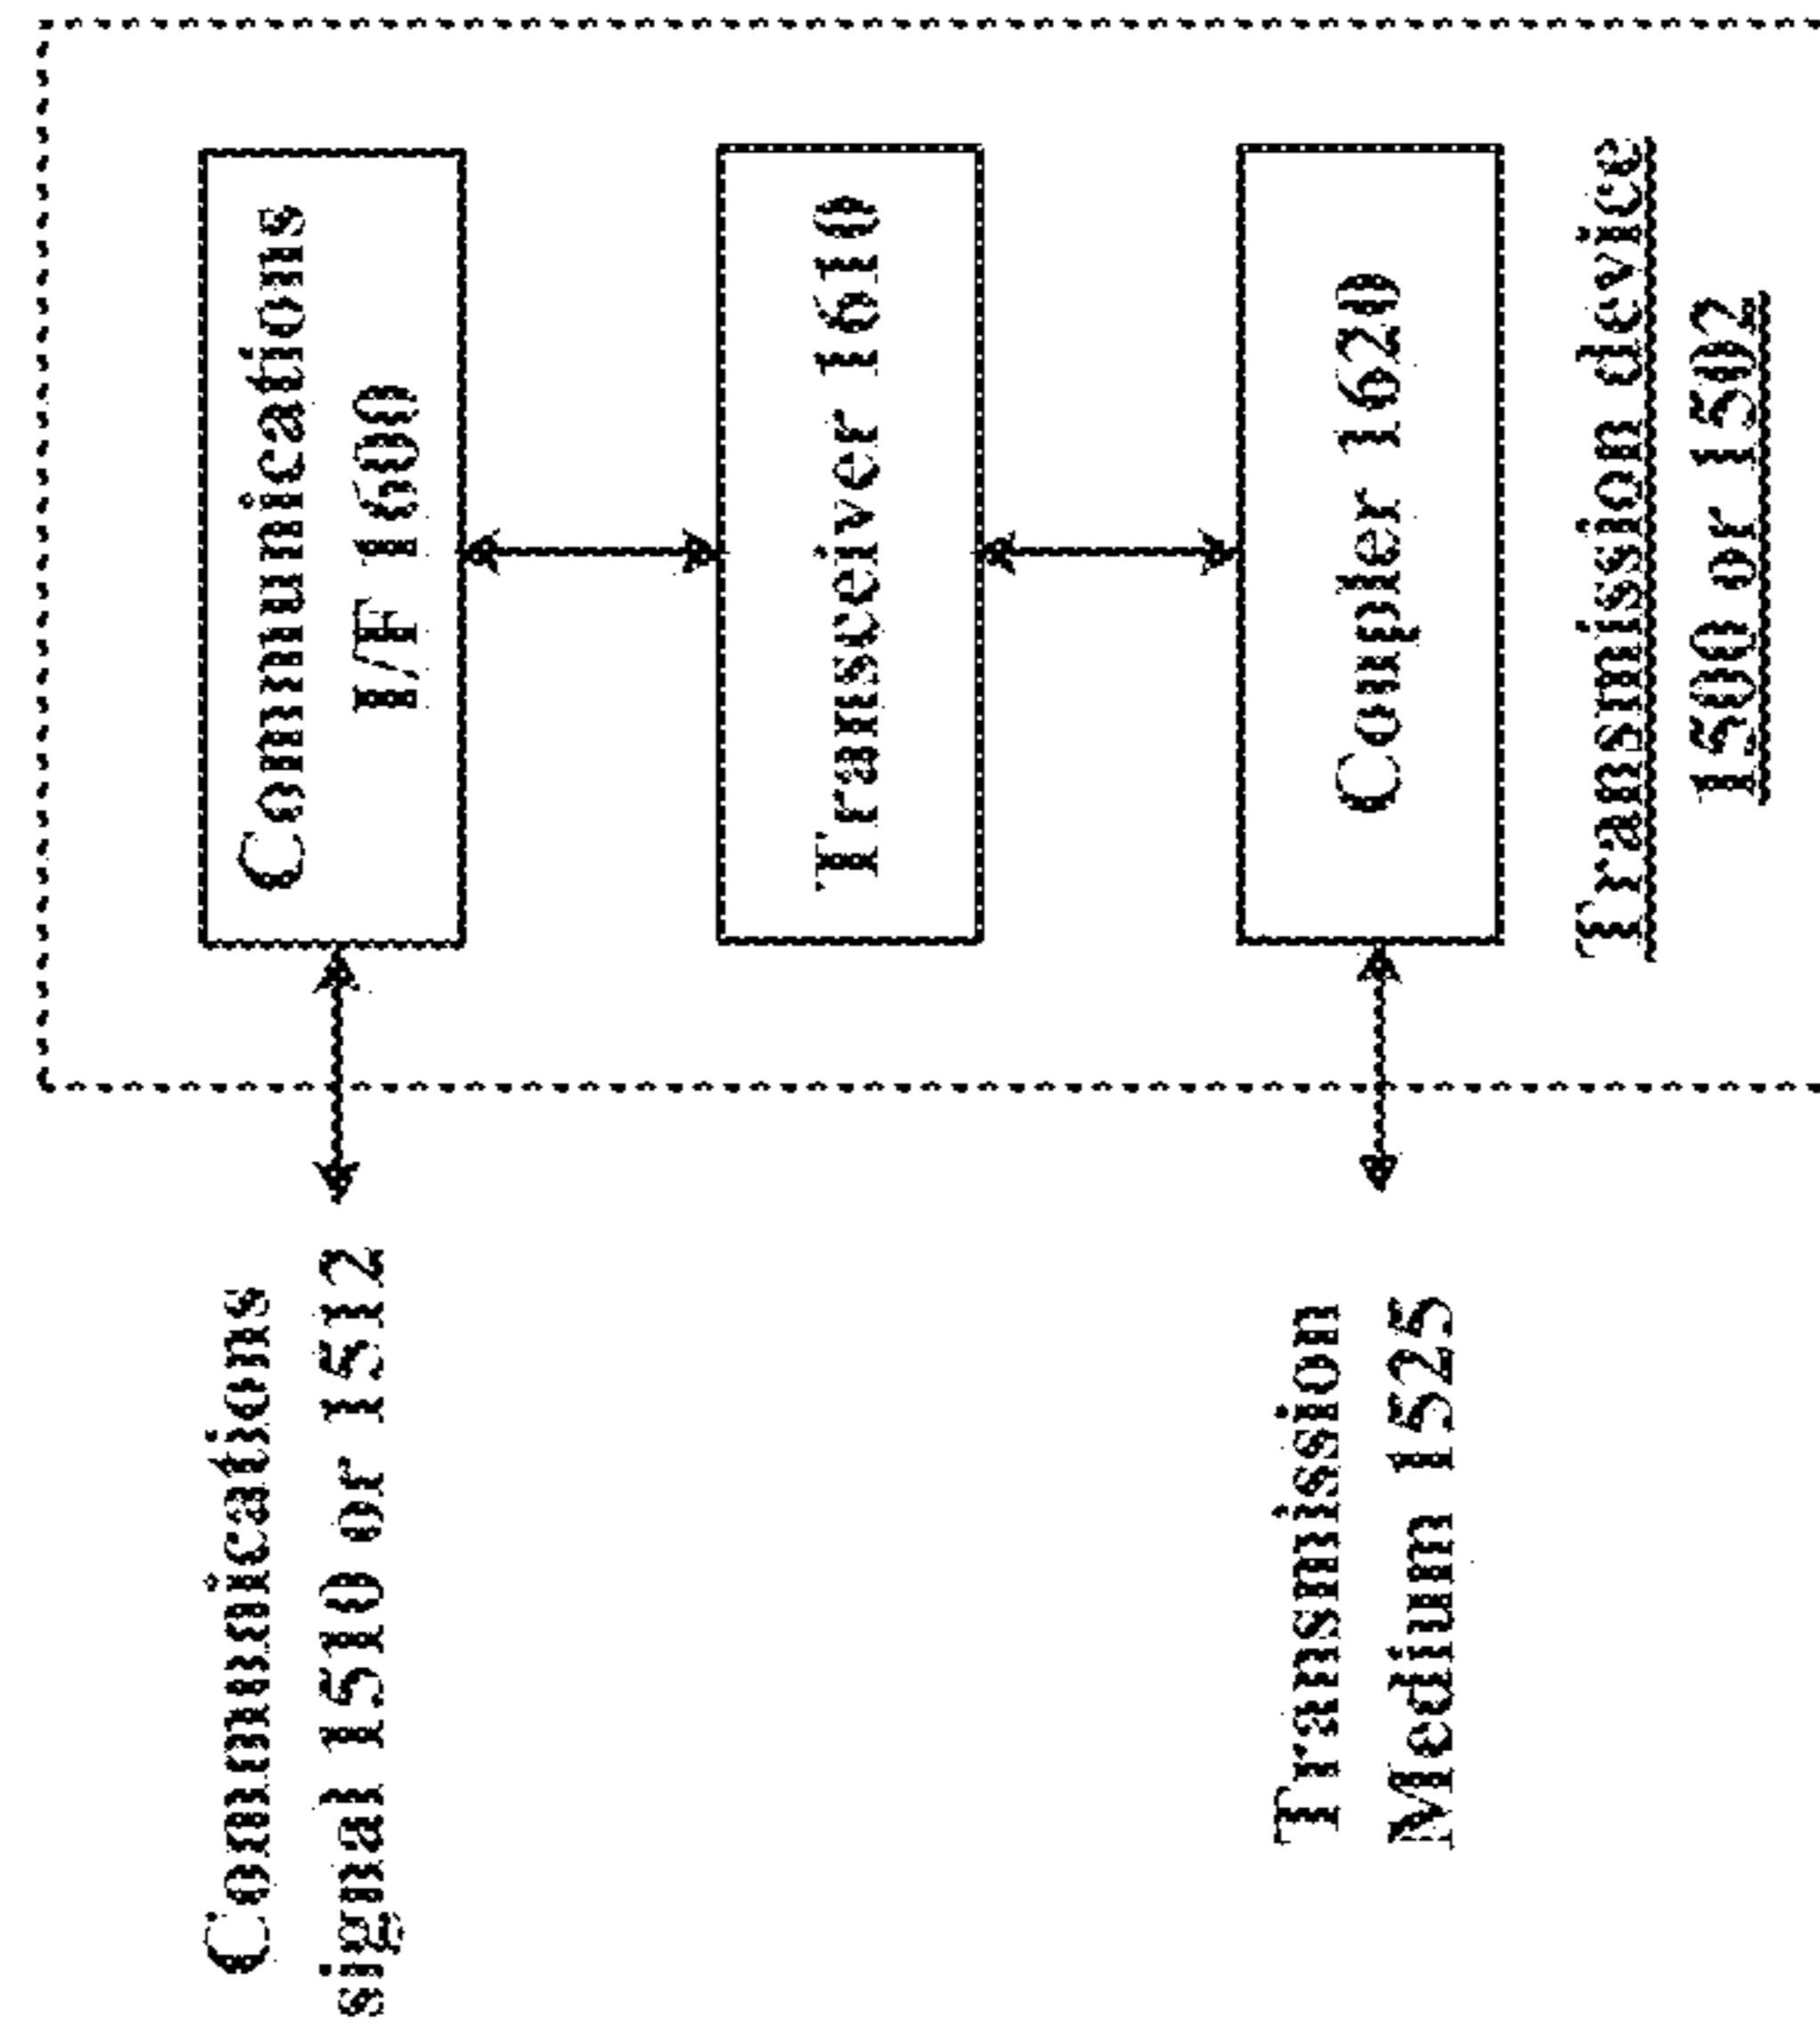 Communications
signal 1510 or 1512
Communications
I/F 1600
Transceiver 1610
Transmission
Medium 1525
Coupler 1620
Transmission device
1500 or 1502